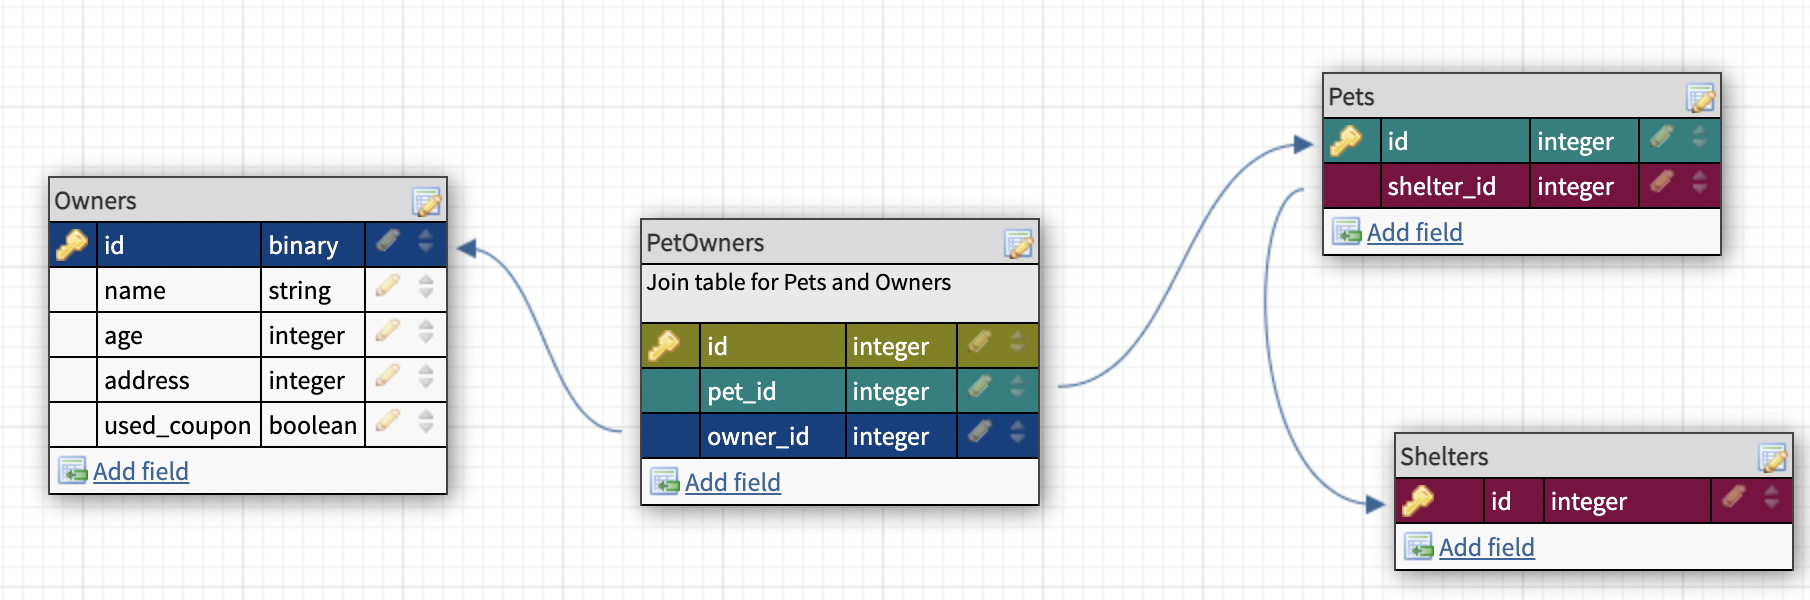 Owners
id binary
name string
age integer
address integer
used_coupon boolean
Add field
PetOwners
Join table for Pets and Owners
id integer
pet_id integer
owner_id integer
Add field
Pets
id integer
shelter_id integer
Add field
Shelters
id integer
Add field